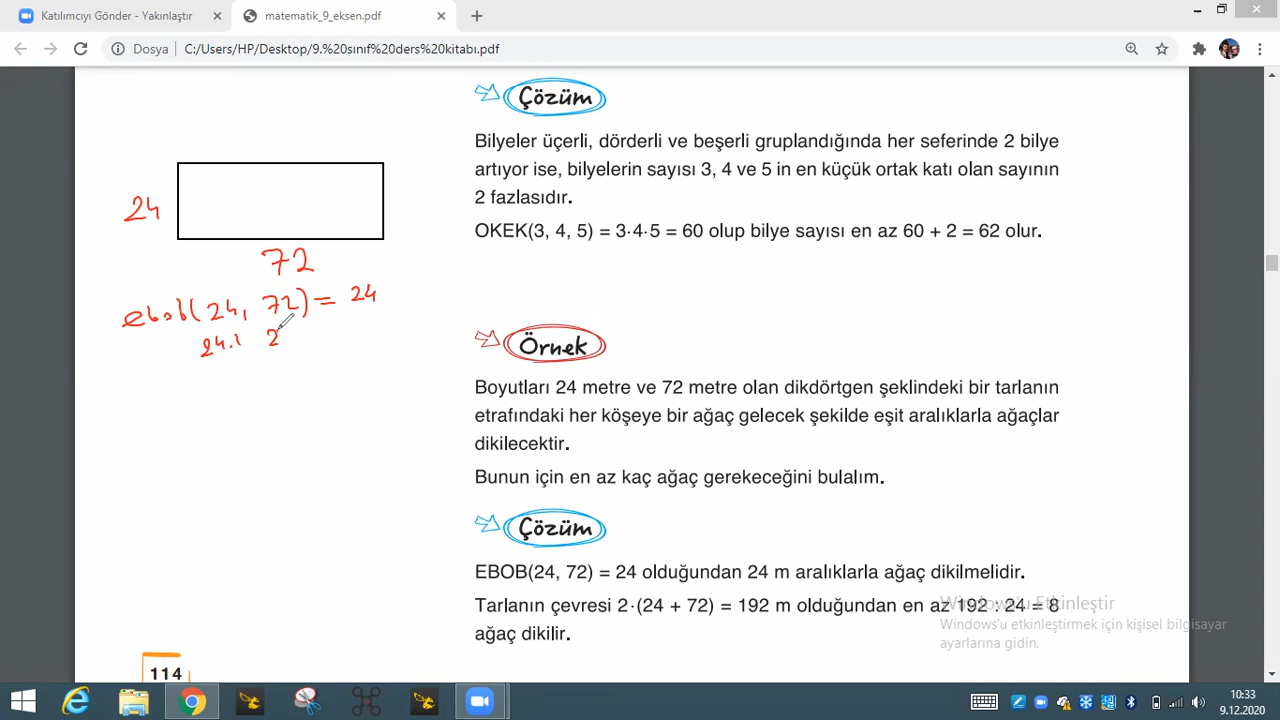 Katılımcıyı Gönder - Yakınlaştır
matematik_9_eksen.pdf
Dosya
C:/Users/HP/Desktop/9.%20sınıf%20ders%20kitabı.pdf
Çözüm
Bilyeler üçerli, dörderli ve beşerli gruplandığında her seferinde 2 bilye
artıyor ise, bilyelerin sayısı 3, 4 ve 5 in en küçük ortak katı olan sayının
2 fazlasıdır.
OKEK(3, 4, 5) = 3·4·5 = 60 olup bilye sayısı en az 60 + 2 = 62 olur.
24
72
ebob(24, 72) = 24
24.1 2
Örnek
Boyutları 24 metre ve 72 metre olan dikdörtgen şeklindeki bir tarlanın
etrafındaki her köşeye bir ağaç gelecek şekilde eşit aralıklarla ağaçlar
dikilecektir.
Bunun için en az kaç ağaç gerekeceğini bulalım.
Çözüm
EBOB(24, 72) = 24 olduğundan 24 m aralıklarla ağaç dikilmelidir.
Tarlanın çevresi 2·(24 + 72) = 192 m olduğundan en az 192 : 24 = 8
ağaç dikilir.
Windows'u Etkinleştir
Windows'u etkinleştirmek için kişisel bilgisayar
ayarlarına gidin.
114
10:33
9.12.2020